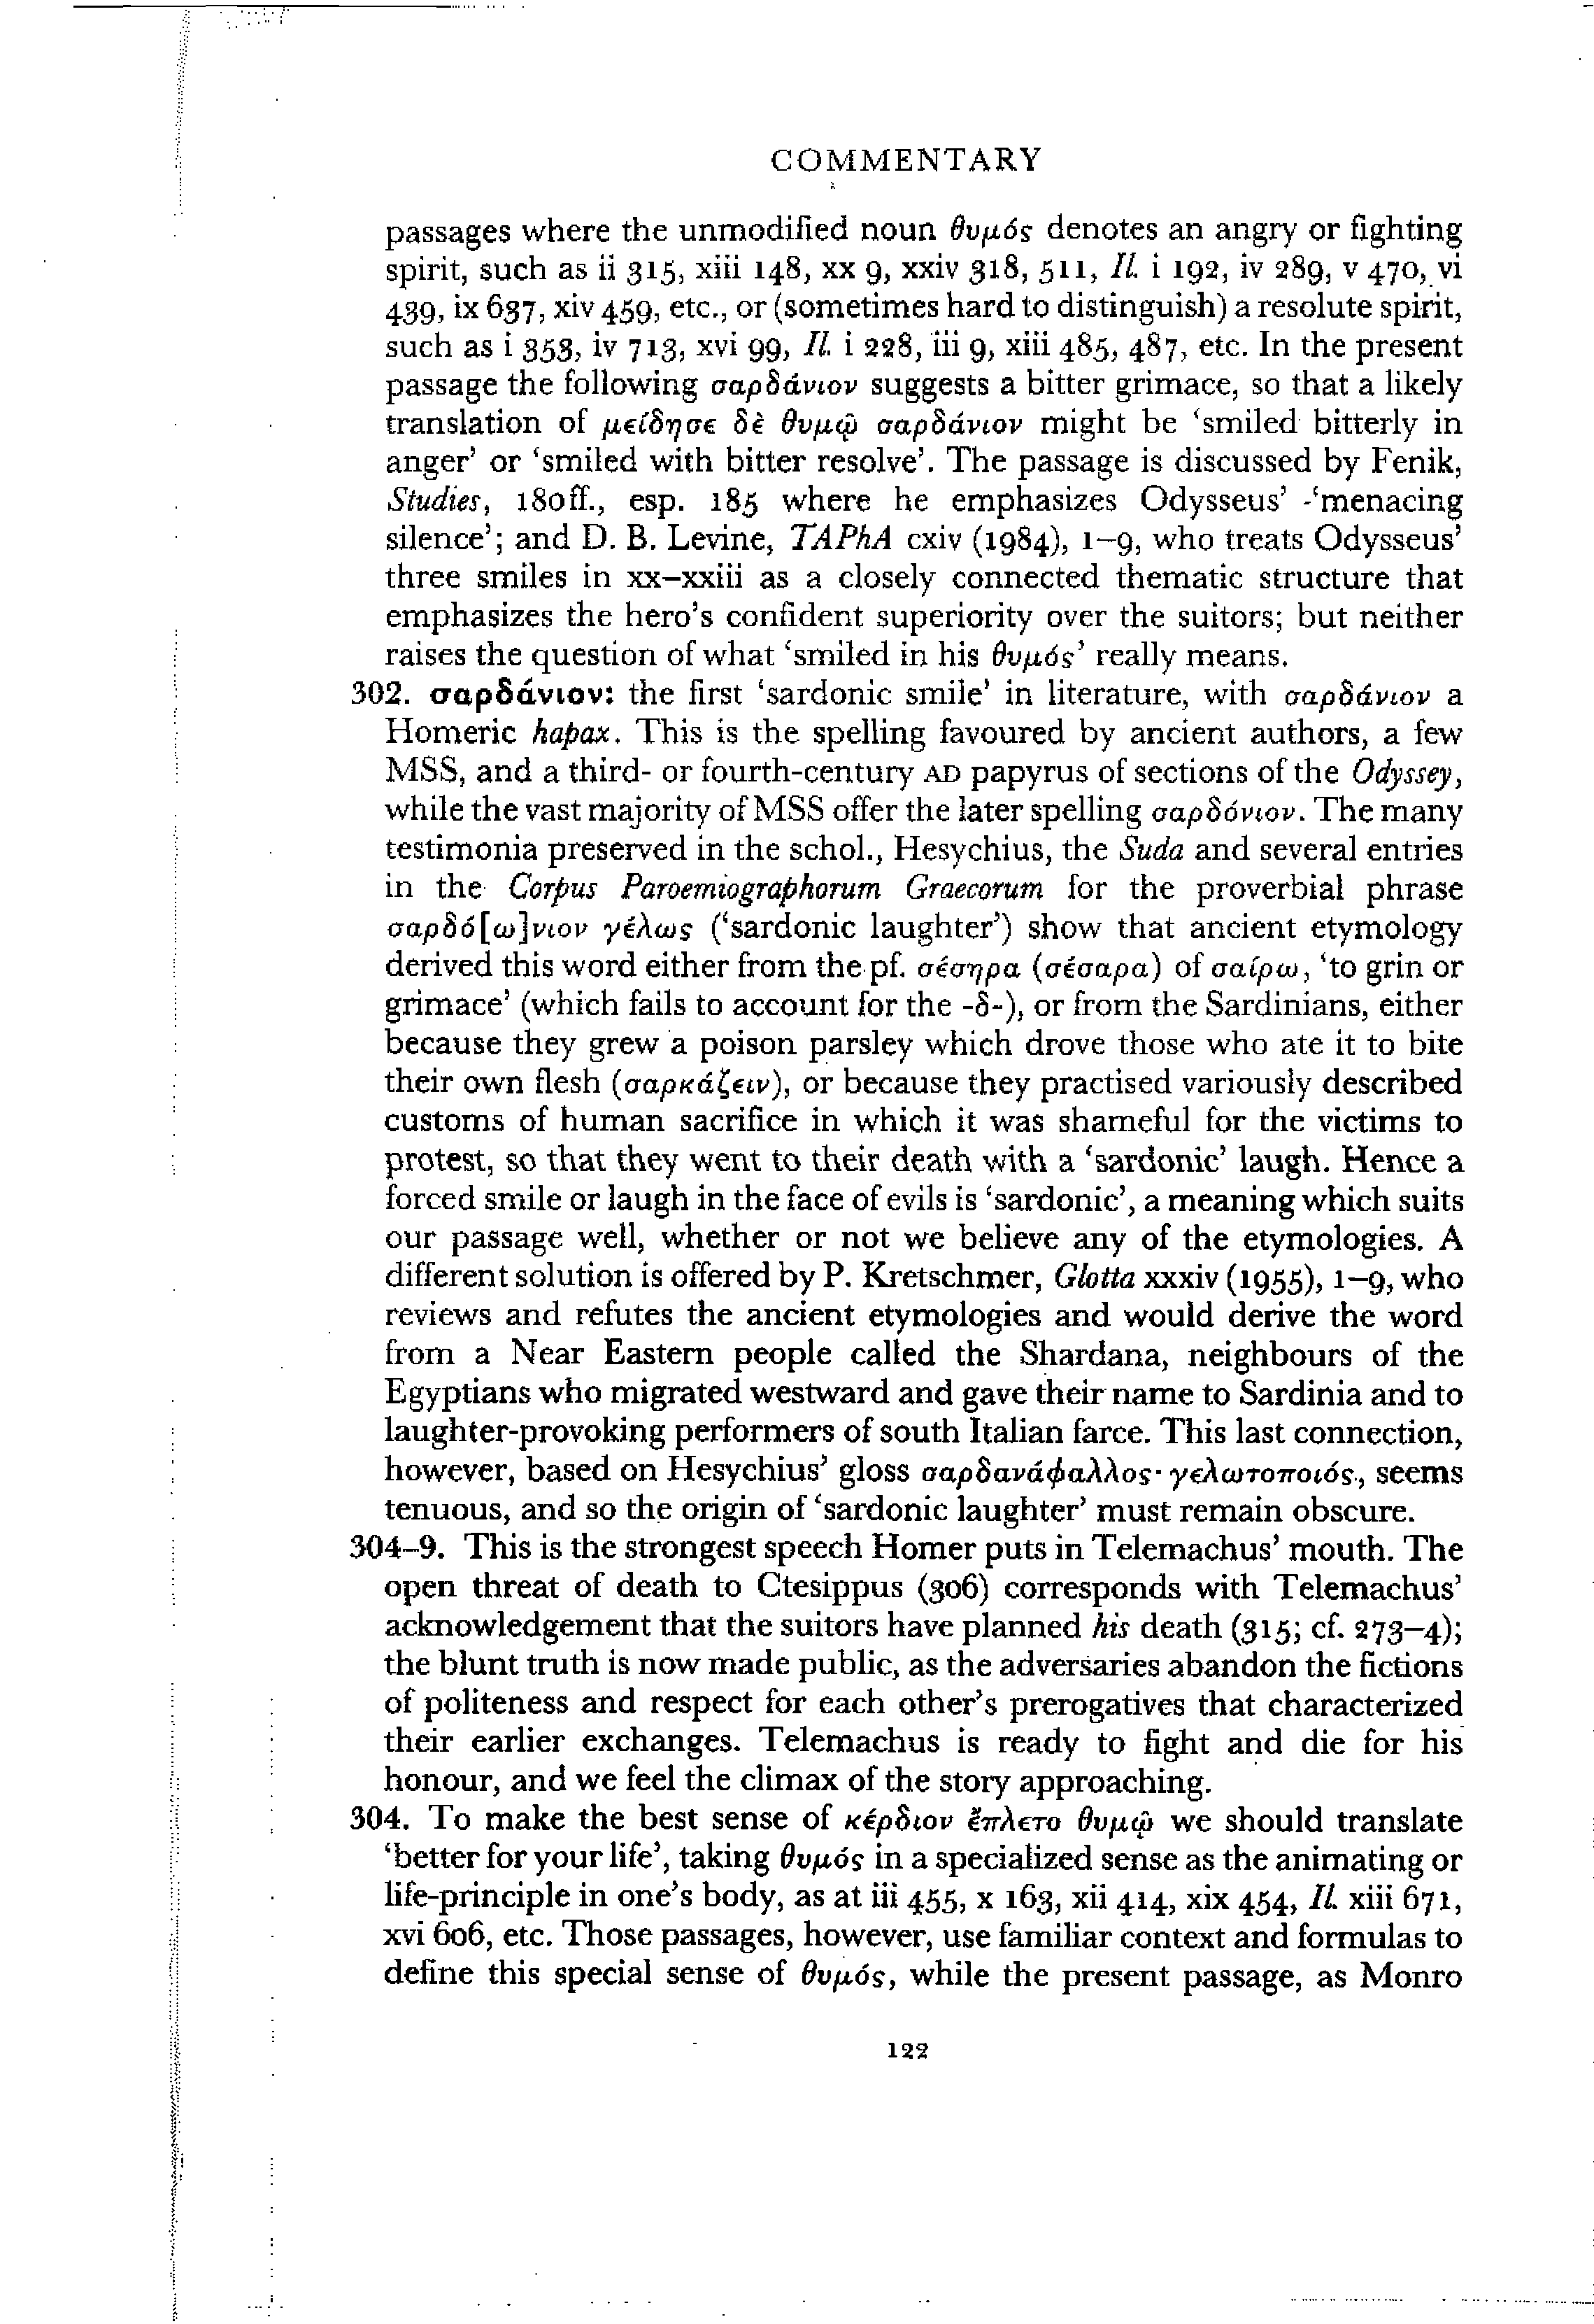 COMMENTARY
passages where the unmodified noun θυμός denotes an angry or fighting
spirit, such as ii 315, xiii 148, xx 9, xxiv 318, 511, Il. i 192, iv 289, v 470, vi
439, ix 637, xiv 459, etc., or (sometimes hard to distinguish) a resolute spirit,
such as i 353, iv 713, xvi 99, Il. i 228, iii 9, xiii 485, 487, etc. In the present
passage the following σαρδάνιον suggests a bitter grimace, so that a likely
translation of μείδησε δὲ θυμῷ σαρδάνιον might be ‘smiled bitterly in
anger’ or ‘smiled with bitter resolve’. The passage is discussed by Fenik,
Studies, 180ff., esp. 185 where he emphasizes Odysseus’ ‘menacing
silence’; and D. B. Levine, TAPhA cxiv (1984), 1–9, who treats Odysseus’
three smiles in xx–xxiii as a closely connected thematic structure that
emphasizes the hero’s confident superiority over the suitors; but neither
raises the question of what ‘smiled in his θυμός’ really means.
302. σαρδάνιον: the first ‘sardonic smile’ in literature, with σαρδάνιον a
Homeric hapax. This is the spelling favoured by ancient authors, a few
MSS, and a third- or fourth-century AD papyrus of sections of the Odyssey,
while the vast majority of MSS offer the later spelling σαρδόνιον. The many
testimonia preserved in the schol., Hesychius, the Suda and several entries
in the Corpus Paroemiographorum Graecorum for the proverbial phrase
σαρδό[ω]νιον γέλως (‘sardonic laughter’) show that ancient etymology
derived this word either from the pf. σέσηρα (σέσαρα) of σαίρω, ‘to grin or
grimace’ (which fails to account for the -δ-), or from the Sardinians, either
because they grew a poison parsley which drove those who ate it to bite
their own flesh (σαρκάζειν), or because they practised variously described
customs of human sacrifice in which it was shameful for the victims to
protest, so that they went to their death with a ‘sardonic’ laugh. Hence a
forced smile or laugh in the face of evils is ‘sardonic’, a meaning which suits
our passage well, whether or not we believe any of the etymologies. A
different solution is offered by P. Kretschmer, Glotta xxxiv (1955), 1–9, who
reviews and refutes the ancient etymologies and would derive the word
from a Near Eastern people called the Shardana, neighbours of the
Egyptians who migrated westward and gave their name to Sardinia and to
laughter-provoking performers of south Italian farce. This last connection,
however, based on Hesychius’ gloss σαρδανάφαλλος· γελωτοποιός, seems
tenuous, and so the origin of ‘sardonic laughter’ must remain obscure.
304–9. This is the strongest speech Homer puts in Telemachus’ mouth. The
open threat of death to Ctesippus (306) corresponds with Telemachus’
acknowledgement that the suitors have planned his death (315; cf. 273–4);
the blunt truth is now made public, as the adversaries abandon the fictions
of politeness and respect for each other’s prerogatives that characterized
their earlier exchanges. Telemachus is ready to fight and die for his
honour, and we feel the climax of the story approaching.
304. To make the best sense of κέρδιον ἔπλετο θυμῷ we should translate
‘better for your life’, taking θυμός in a specialized sense as the animating or
life-principle in one’s body, as at iii 455, x 163, xii 414, xix 454, Il. xiii 671,
xvi 606, etc. Those passages, however, use familiar context and formulas to
define this special sense of θυμός, while the present passage, as Monro
122